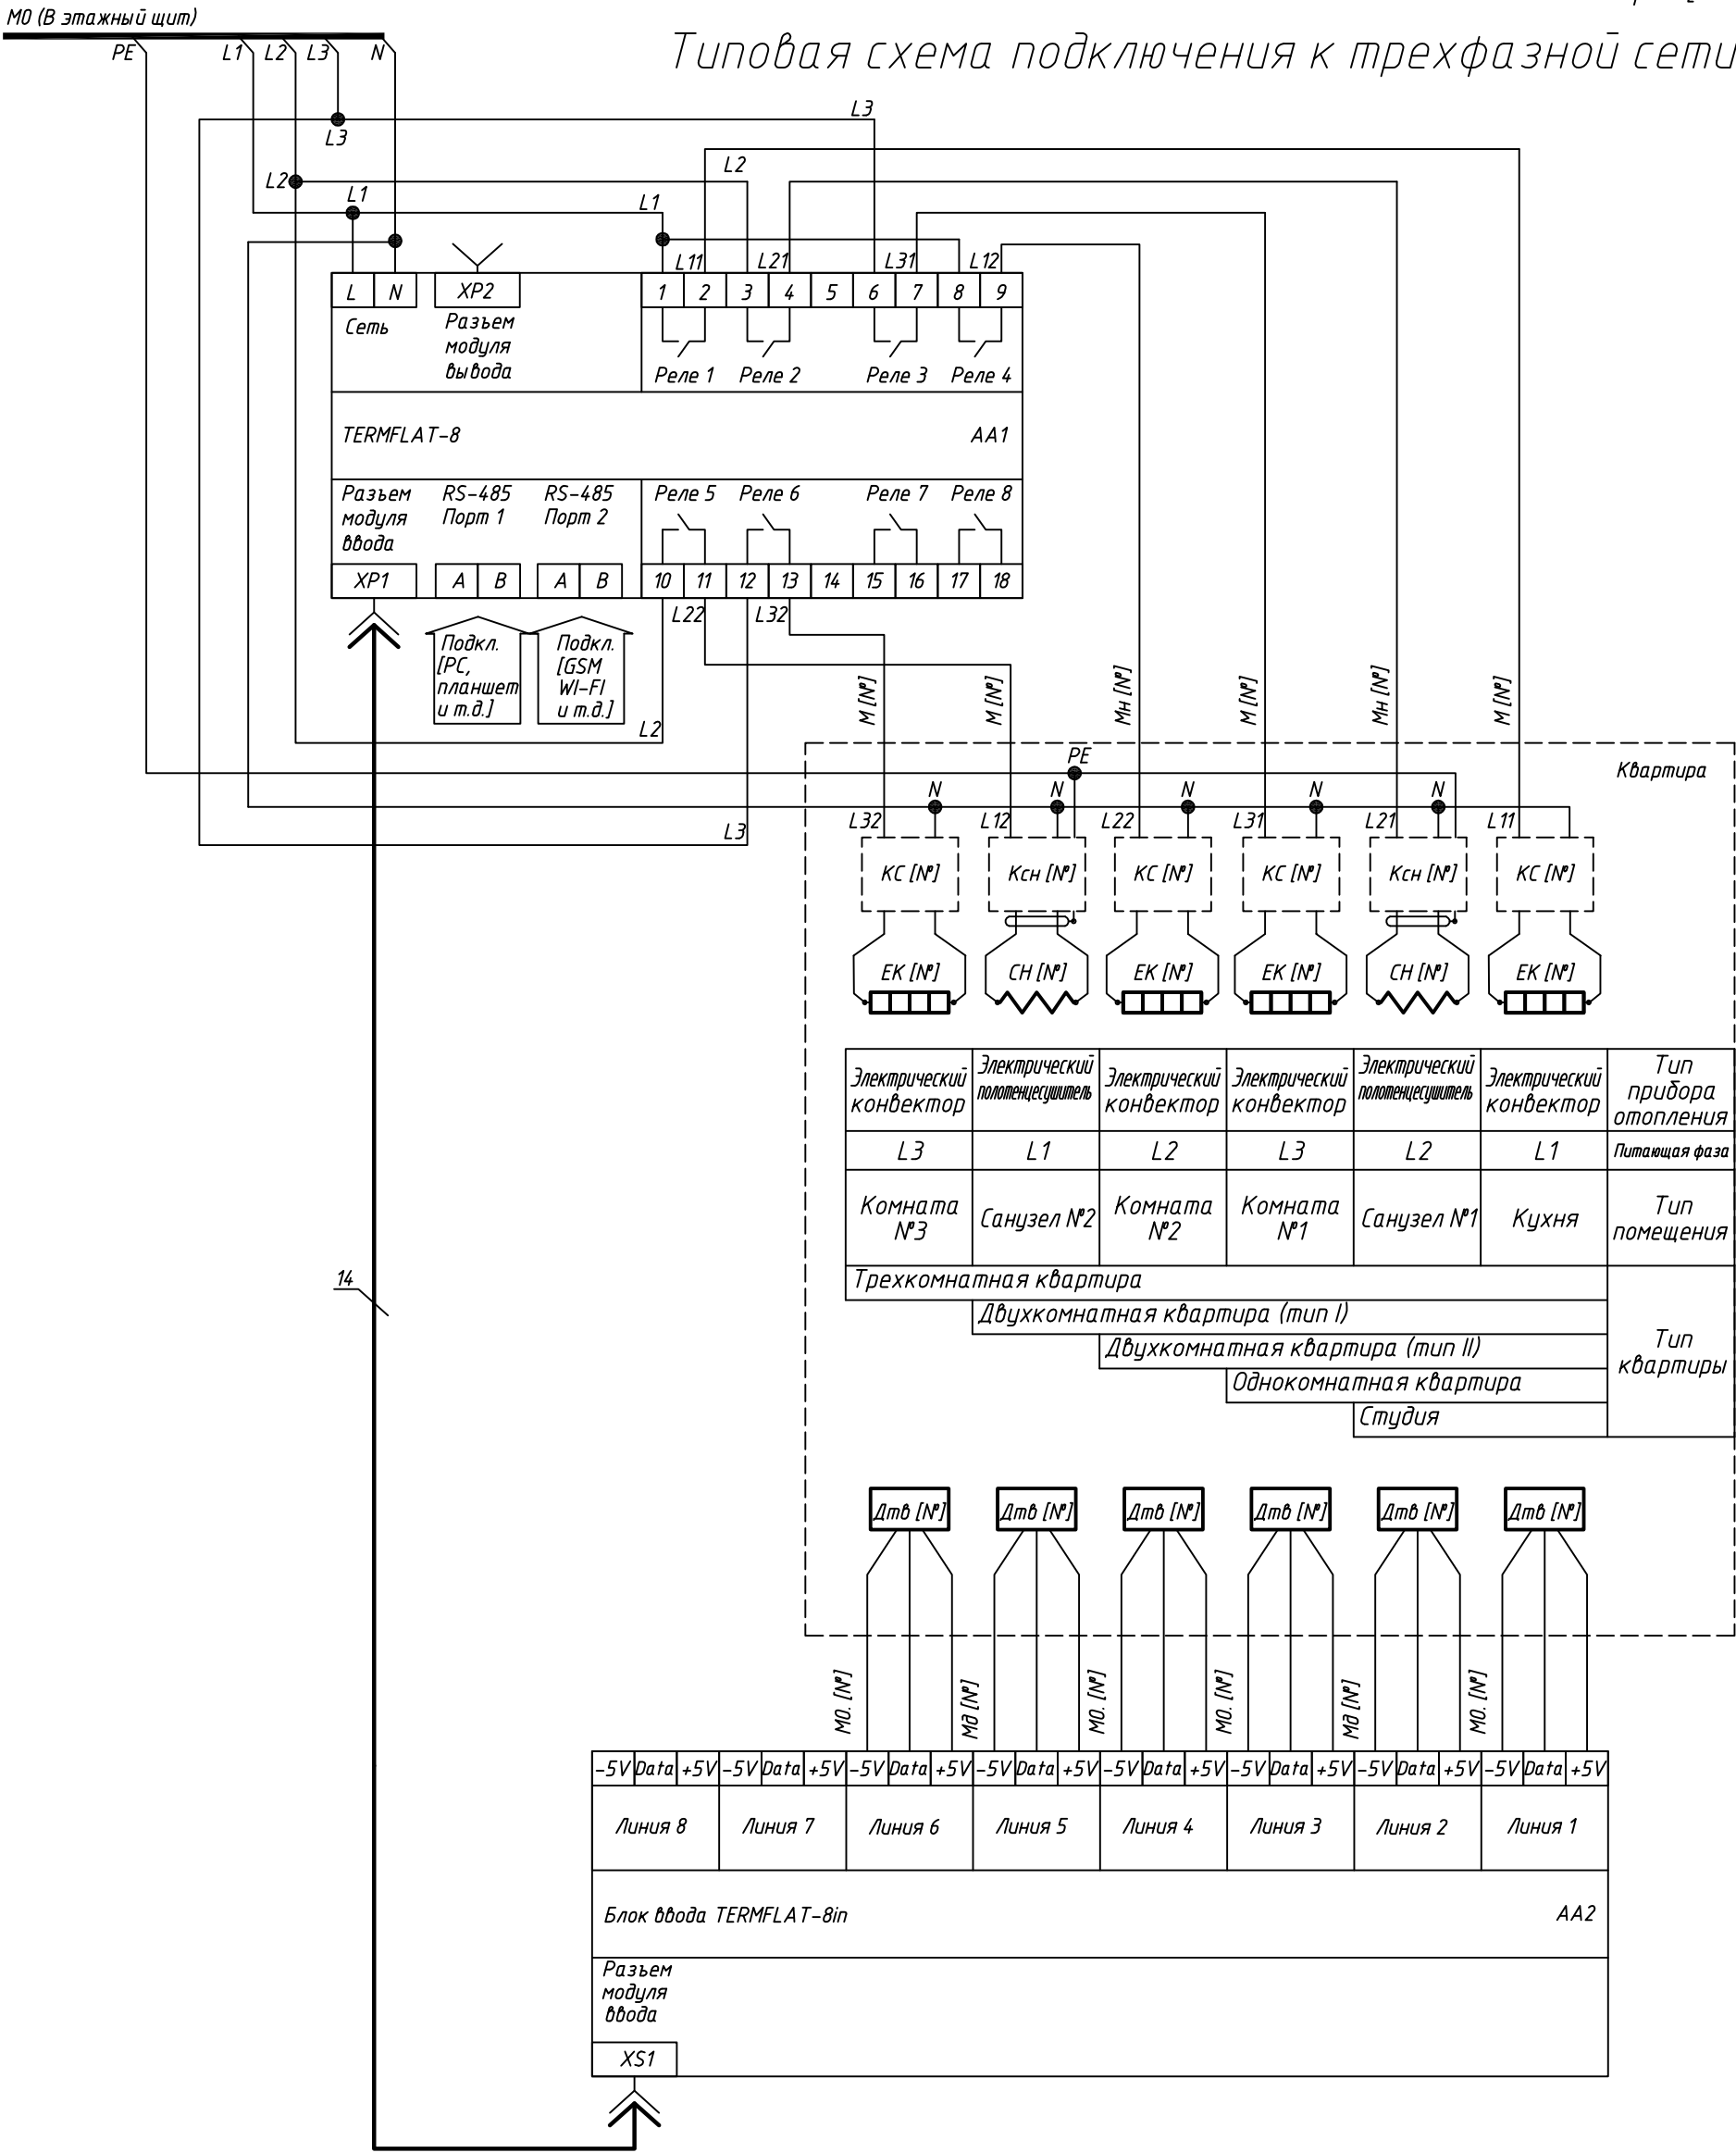 М0 (В этажный щит)
Типовая схема подключения к трехфазной сети
PE
L1
L2
L3
N
L3
L3
L2
L2
L1
L1
L11
L21
L31
L12
L
N
XP2
1
2
3
4
5
6
7
8
9
Сеть
Разъем
модуля
вывода
Реле 1
Реле 2
Реле 3
Реле 4
TERMFLAT-8
АА1
Разъем
модуля
ввода
RS-485
Порт 1
RS-485
Порт 2
Реле 5
Реле 6
Реле 7
Реле 8
XP1
A
B
A
B
10
11
12
13
14
15
16
17
18
L22
L32
Подкл.
[PC,
планшет
и т.д.]
Подкл.
[GSM
WI-FI
и т.д.]
L2
L3
М [№]
М [№]
Мн [№]
М [№]
Мн [№]
М [№]
Квартира
PE
N
N
N
N
N
L32
L12
L22
L31
L21
L11
КС [№]
Ксн [№]
КС [№]
КС [№]
Ксн [№]
КС [№]
ЕК [№]
СН [№]
ЕК [№]
ЕК [№]
СН [№]
ЕК [№]
Электрический
конвектор
Электрический
полотенцесушитель
Электрический
конвектор
Электрический
конвектор
Электрический
полотенцесушитель
Электрический
конвектор
Тип
прибора
отопления
L3
L1
L2
L3
L2
L1
Питающая фаза
Комната
№3
Санузел №2
Комната
№2
Комната
№1
Санузел №1
Кухня
Тип
помещения
Трехкомнатная квартира
Двухкомнатная квартира (тип I)
Двухкомнатная квартира (тип II)
Однокомнатная квартира
Студия
Тип
квартиры
14
Дтв [№]
Дтв [№]
Дтв [№]
Дтв [№]
Дтв [№]
Дтв [№]
М0. [№]
Мд [№]
М0. [№]
М0. [№]
Мд [№]
М0. [№]
-5V
Data
+5V
-5V
Data
+5V
-5V
Data
+5V
-5V
Data
+5V
-5V
Data
+5V
-5V
Data
+5V
-5V
Data
+5V
-5V
Data
+5V
Линия 8
Линия 7
Линия 6
Линия 5
Линия 4
Линия 3
Линия 2
Линия 1
Блок ввода TERMFLAT-8in
АА2
Разъем
модуля
ввода
XS1